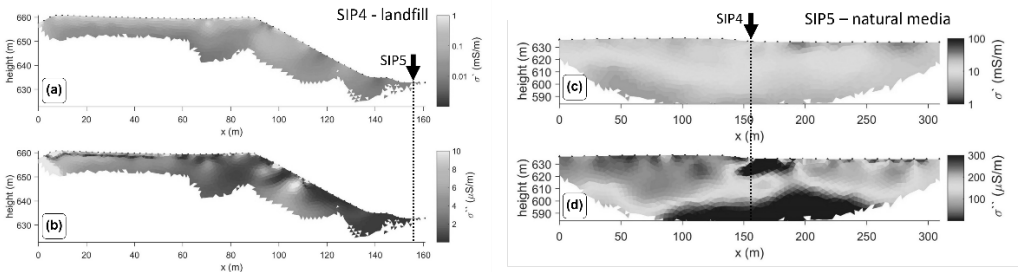 SIP4 - landfill
SIP5
660
650
640
630
height (m)
(a)
0 20 40 60 80 100 120 140 160
x (m)
1
0.1
0.01
σ` (mS/m)
660
650
640
630
height (m)
(b)
0 20 40 60 80 100 120 140 160
x (m)
10
8
6
4
2
σ`` (μS/m)
SIP4
SIP5 – natural media
630
620
610
600
590
height (m)
(c)
0 50 100 150 200 250 300
x (m)
100
10
1
σ` (mS/m)
630
620
600
590
height (m)
(d)
0 50 100 150 200 250 300
x (m)
300
200
100
σ`` (μS/m)